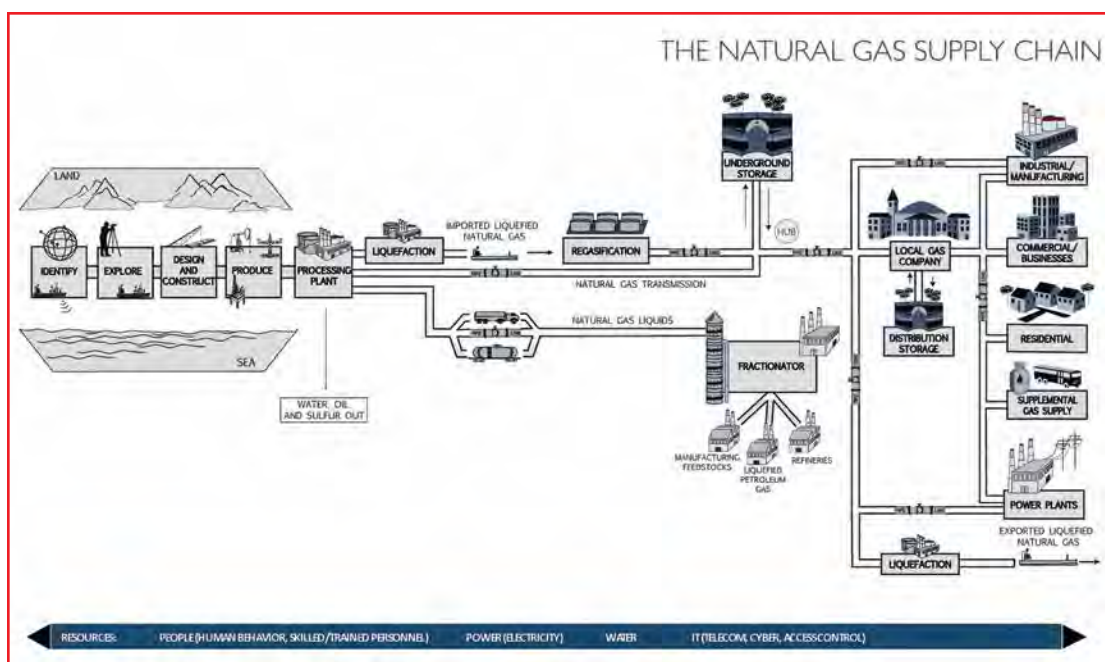 THE NATURAL GAS SUPPLY CHAIN
LAND
IDENTIFY
EXPLORE
DESIGN
AND
CONSTRUCT
PRODUCE
PROCESSING
PLANT
SEA
WATER, OIL,
AND SULFUR OUT
LIQUEFACTION
IMPORTED LIQUEFIED
NATURAL GAS
REGASIFICATION
NATURAL GAS TRANSMISSION
NATURAL GAS LIQUIDS
UNDERGROUND
STORAGE
HUB
FRACTIONATOR
MANUFACTURING
FEEDSTOCKS
LIQUEFIED
PETROLEUM
GAS
REFINERIES
LOCAL GAS
COMPANY
DISTRIBUTION
STORAGE
INDUSTRIAL/
MANUFACTURING
COMMERCIAL/
BUSINESSES
RESIDENTIAL
SUPPLEMENTAL
GAS SUPPLY
POWER PLANTS
EXPORTED LIQUEFIED
NATURAL GAS
LIQUEFACTION
RESOURCES: PEOPLE (HUMAN BEHAVIOR, SKILLED/TRAINED PERSONNEL) POWER (ELECTRICITY) WATER IT (TELECOM, CYBER, ACCESS CONTROL)